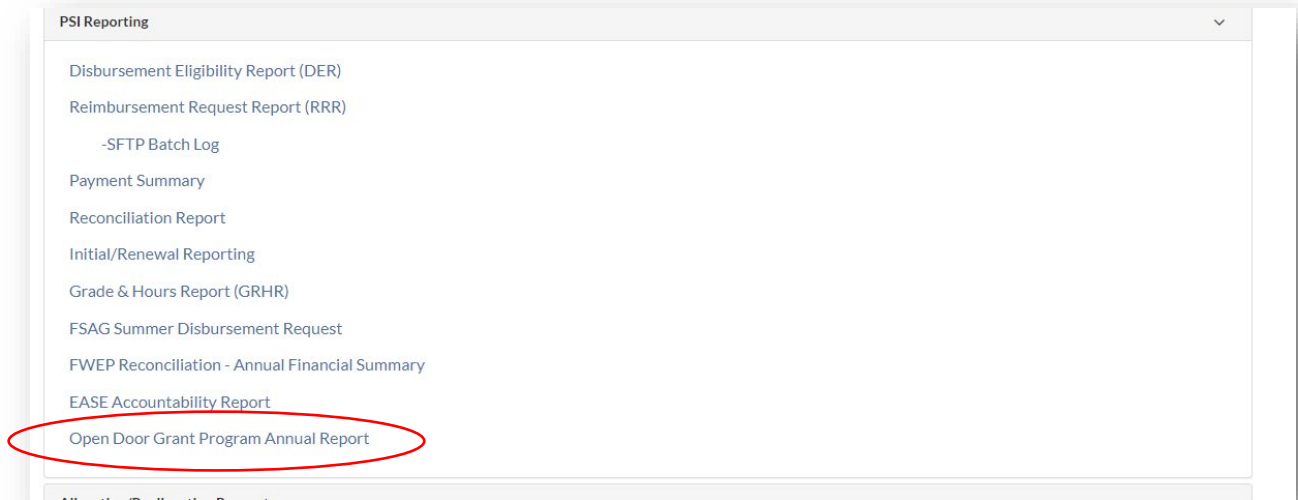 PSI Reporting
Disbursement Eligibility Report (DER)
Reimbursement Request Report (RRR)
-SFTP Batch Log
Payment Summary
Reconciliation Report
Initial/Renewal Reporting
Grade & Hours Report (GRHR)
FSAG Summer Disbursement Request
FWEP Reconciliation - Annual Financial Summary
EASE Accountability Report
Open Door Grant Program Annual Report